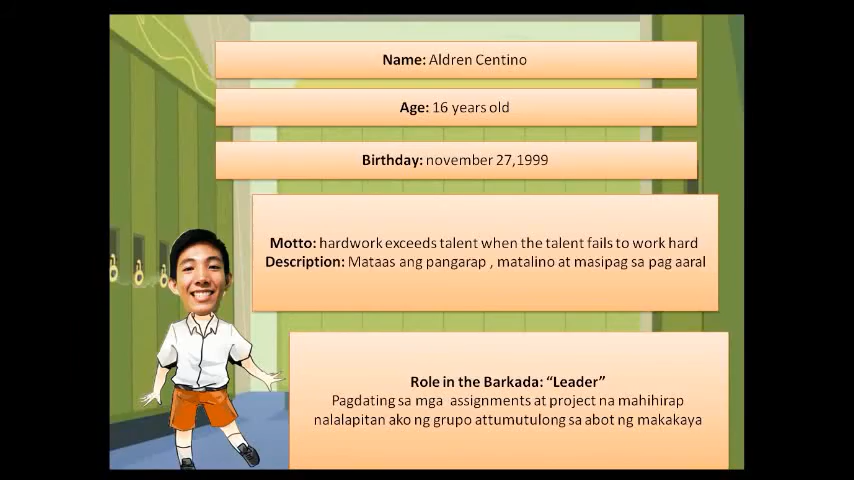 Name: Aldren Centino
Age: 16 years old
Birthday: november 27,1999
Motto: hardwork exceeds talent when the talent fails to work hard
Description: Mataas ang pangarap , matalino at masipag sa pag aaral
Role in the Barkada: “Leader”
Pagdating sa mga assignments at project na mahihirap
nalalapitan ako ng grupo attumutulong sa abot ng makakaya